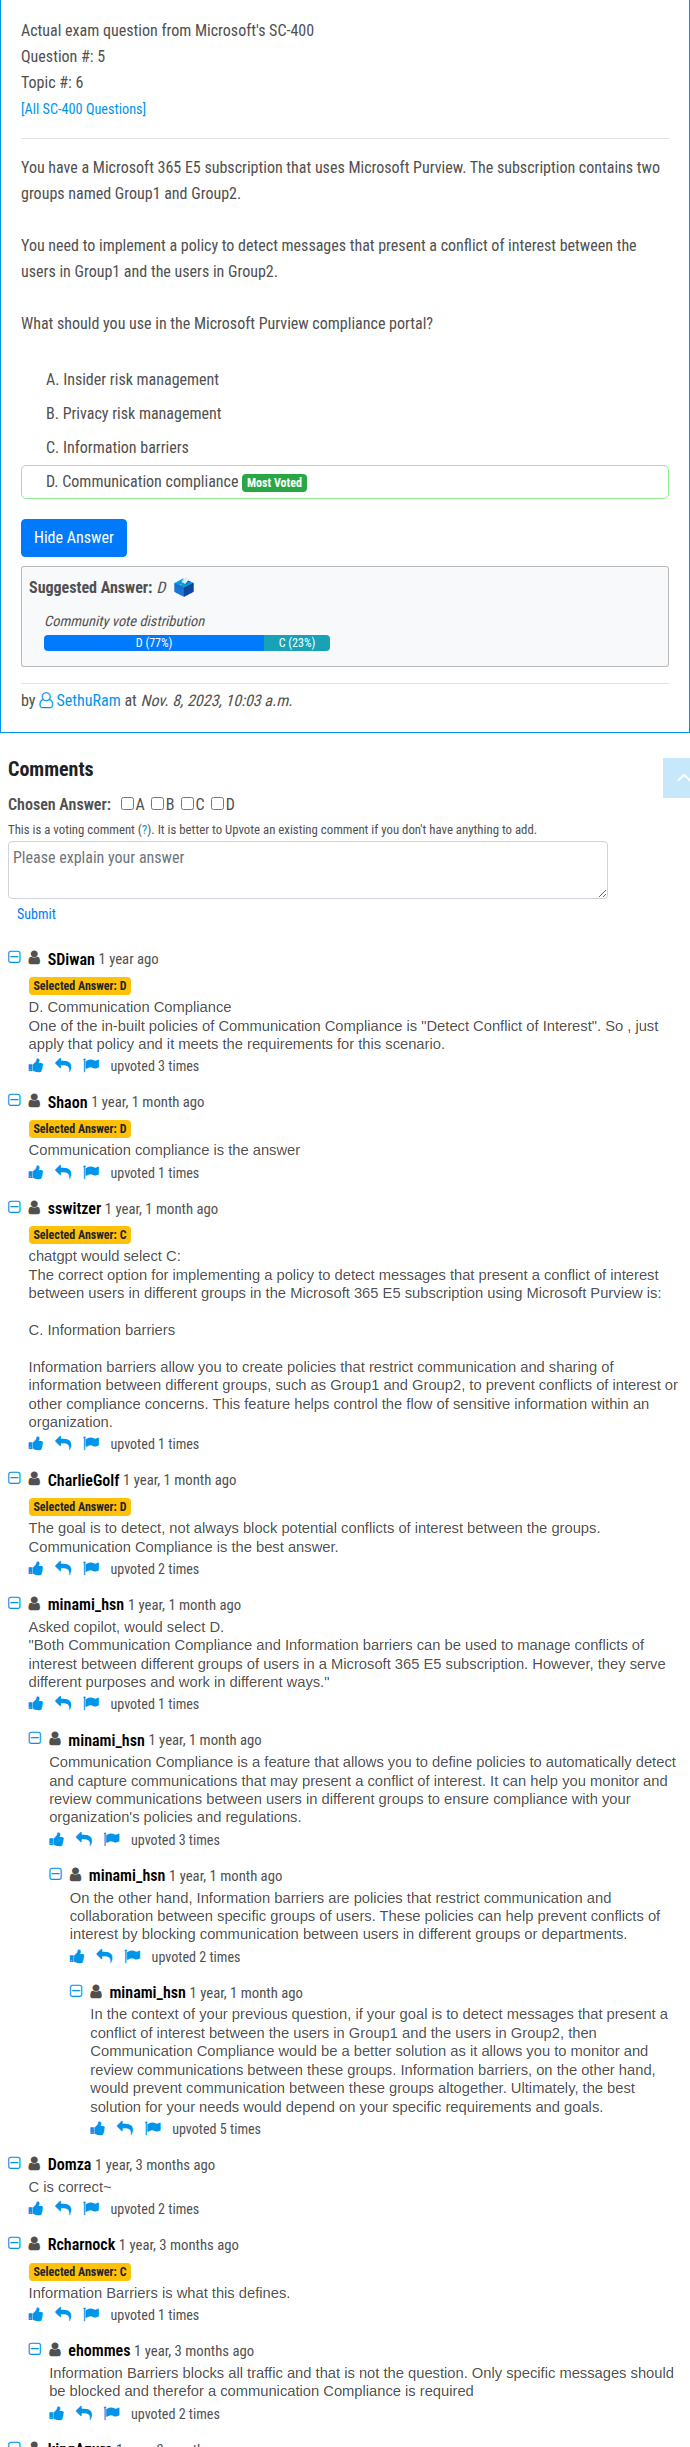 Actual exam question from Microsoft's SC-400
Question #: 5
Topic #: 6
[All SC-400 Questions]
You have a Microsoft 365 E5 subscription that uses Microsoft Purview. The subscription contains two
groups named Group1 and Group2.
You need to implement a policy to detect messages that present a conflict of interest between the
users in Group1 and the users in Group2.
What should you use in the Microsoft Purview compliance portal?
A. Insider risk management
B. Privacy risk management
C. Information barriers
D. Communication compliance Most Voted
Hide Answer
Suggested Answer: D
Community vote distribution
D (77%) C (23%)
by SethuRam at Nov. 8, 2023, 10:03 a.m.
Comments
Chosen Answer: A B C D
This is a voting comment (?). It is better to Upvote an existing comment if you don't have anything to add.
Please explain your answer
Submit
SDiwan 1 year ago
Selected Answer: D
D. Communication Compliance
One of the in-built policies of Communication Compliance is "Detect Conflict of Interest". So , just
apply that policy and it meets the requirements for this scenario.
upvoted 3 times
Shaon 1 year, 1 month ago
Selected Answer: D
Communication compliance is the answer
upvoted 1 times
sswitzer 1 year, 1 month ago
Selected Answer: C
chatgpt would select C:
The correct option for implementing a policy to detect messages that present a conflict of interest
between users in different groups in the Microsoft 365 E5 subscription using Microsoft Purview is:
C. Information barriers
Information barriers allow you to create policies that restrict communication and sharing of
information between different groups, such as Group1 and Group2, to prevent conflicts of interest or
other compliance concerns. This feature helps control the flow of sensitive information within an
organization.
upvoted 1 times
CharlieGolf 1 year, 1 month ago
Selected Answer: D
The goal is to detect, not always block potential conflicts of interest between the groups.
Communication Compliance is the best answer.
upvoted 2 times
minami_hsn 1 year, 1 month ago
Asked copilot, would select D.
"Both Communication Compliance and Information barriers can be used to manage conflicts of
interest between different groups of users in a Microsoft 365 E5 subscription. However, they serve
different purposes and work in different ways."
upvoted 1 times
minami_hsn 1 year, 1 month ago
Communication Compliance is a feature that allows you to define policies to automatically detect
and capture communications that may present a conflict of interest. It can help you monitor and
review communications between users in different groups to ensure compliance with your
organization's policies and regulations.
upvoted 3 times
minami_hsn 1 year, 1 month ago
On the other hand, Information barriers are policies that restrict communication and
collaboration between specific groups of users. These policies can help prevent conflicts of
interest by blocking communication between users in different groups or departments.
upvoted 2 times
minami_hsn 1 year, 1 month ago
In the context of your previous question, if your goal is to detect messages that present a
conflict of interest between the users in Group1 and the users in Group2, then
Communication Compliance would be a better solution as it allows you to monitor and
review communications between these groups. Information barriers, on the other hand,
would prevent communication between these groups altogether. Ultimately, the best
solution for your needs would depend on your specific requirements and goals.
upvoted 5 times
Domza 1 year, 3 months ago
C is correct~
upvoted 2 times
Rcharnock 1 year, 3 months ago
Selected Answer: C
Information Barriers is what this defines.
upvoted 1 times
ehommes 1 year, 3 months ago
Information Barriers blocks all traffic and that is not the question. Only specific messages should
be blocked and therefor a communication Compliance is required
upvoted 2 times